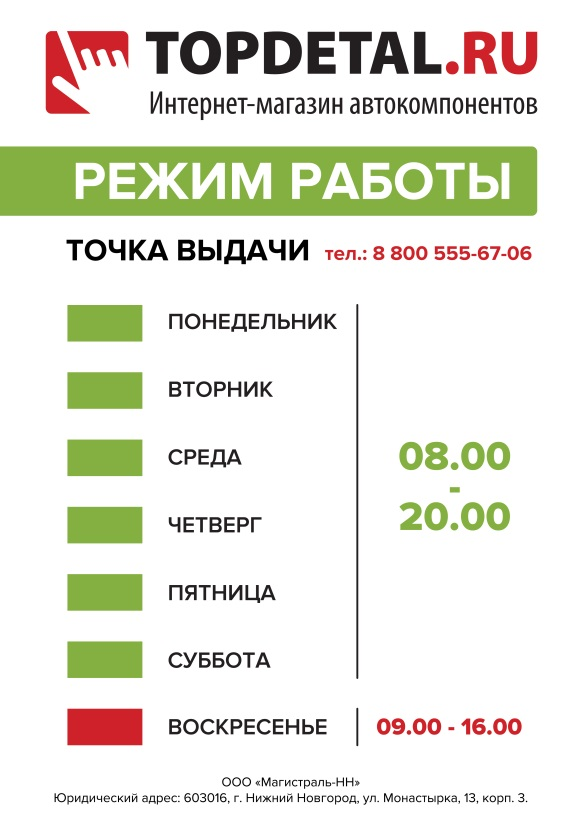 TOPDETAL.RU
Интернет-магазин автокомпонентов
РЕЖИМ РАБОТЫ
ТОЧКА ВЫДАЧИ тел.: 8 800 555-67-06
ПОНЕДЕЛЬНИК
ВТОРНИК
СРЕДА
ЧЕТВЕРГ
ПЯТНИЦА
СУББОТА
08.00
-
20.00
ВОСКРЕСЕНЬЕ 09.00 - 16.00
ООО «Магистраль-НН»
Юридический адрес: 603016, г. Нижний Новгород, ул. Монастырка, 13, корп. 3.